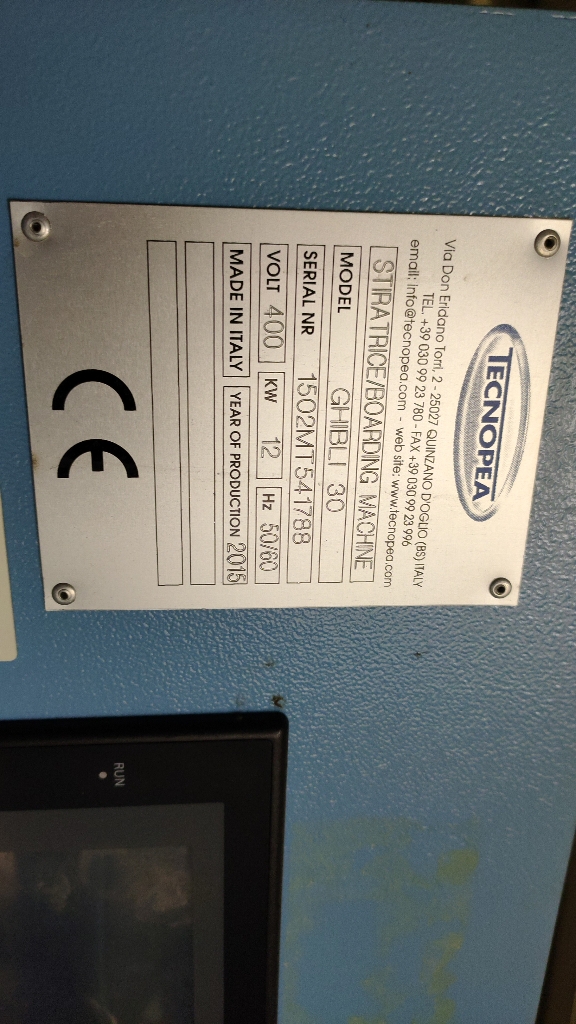 TECNOPEA
Via Don Eridano Torri, 2 - 25027 QUINZANO D'OGLIO (BS) ITALY
TEL. +39 030 99 23 780 - FAX +39 030 99 23 996
email: info@tecnopea.com - web site: www.tecnopea.com
STIRATRICE/BOARDING MACHINE
MODEL GHIBLI 30
SERIAL NR 1502MT541788
VOLT 400 KW 12 Hz 50/60
MADE IN ITALY YEAR OF PRODUCTION 2015
CE
RUN